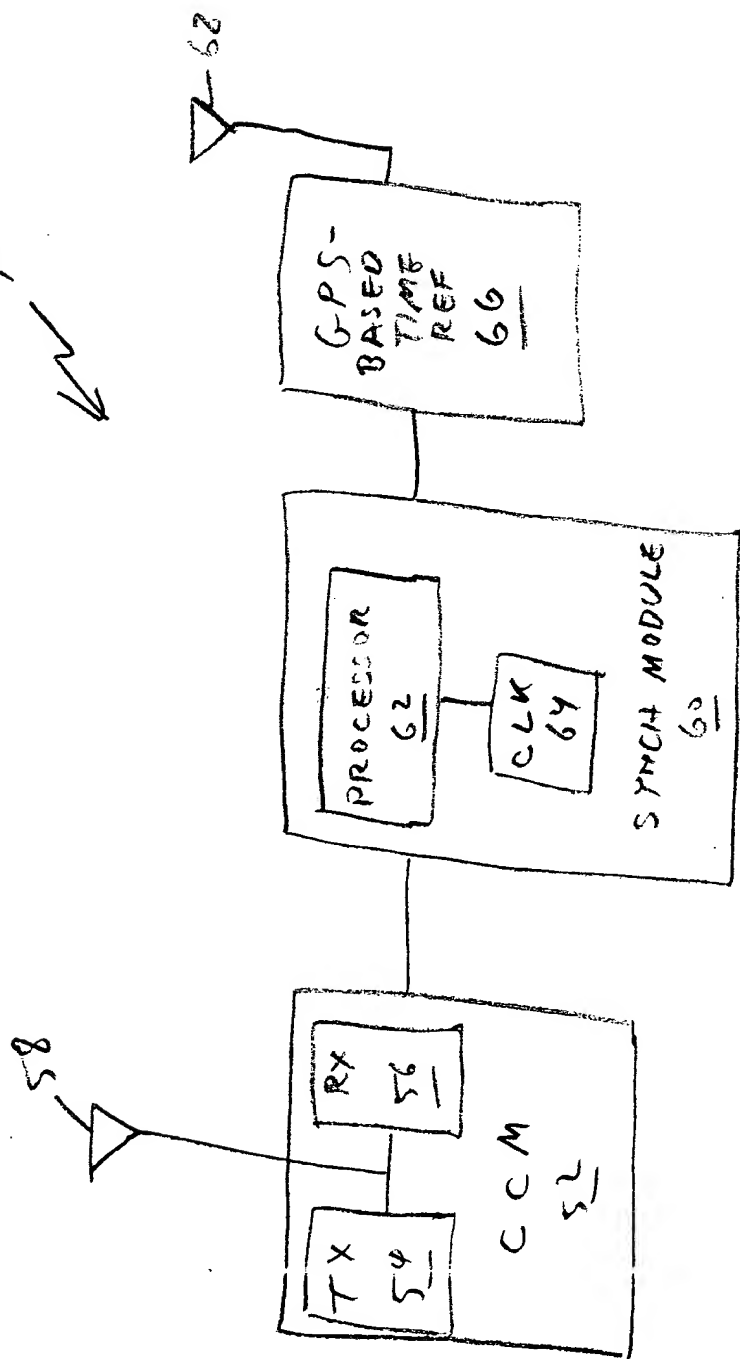 58
TX
54
RX
56
CCM
52
PROCESSOR
62
CLK
64
SYNCH MODULE
60
GPS-
BASED
TIME
REF
66
68